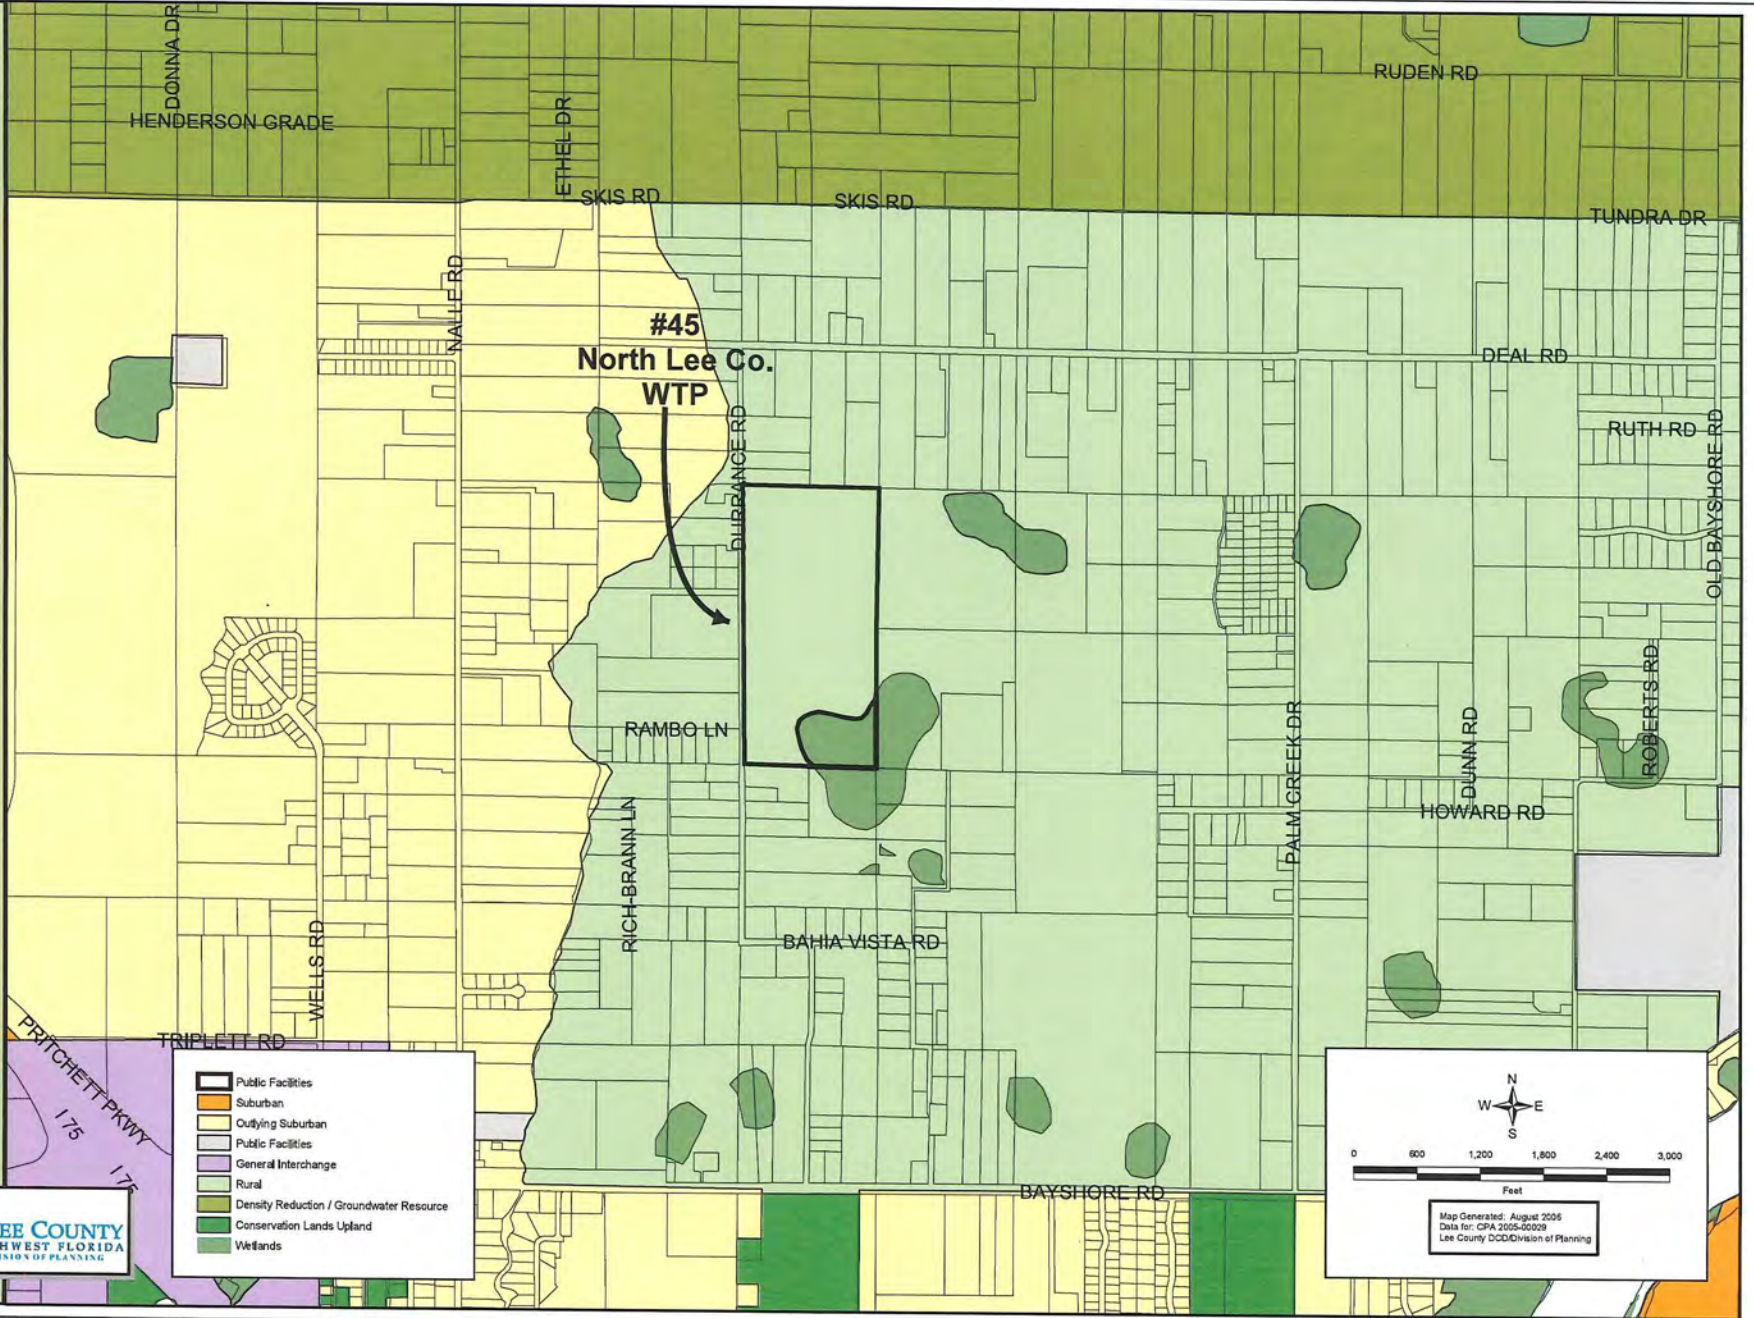 DONNA DR
RUDEN RD
HENDERSON GRADE
ETHEL DR
SKIS RD
SKIS RD
TUNDRA DR
NALLE RD
#45
North Lee Co.
WTP
DEAL RD
DURRANCE RD
RUTH RD
OLD BAYSHORE RD
RAMBO LN
ROBERTS RD
PALM CREEK DR
DUNN RD
HOWARD RD
RICH-BRANN LN
BAHIA VISTA RD
WELLS RD
TRIPLETT RD
PRITCHETT PKWY
I 75
I 75
BAYSHORE RD
Public Facilities
Suburban
Outlying Suburban
Public Facilities
General Interchange
Rural
Density Reduction / Groundwater Resource
Conservation Lands Upland
Wetlands
EE COUNTY
HWEST FLORIDA
ISION OF PLANNING
N
W E
S
0 600 1,200 1,800 2,400 3,000
Feet
Map Generated: August 2006
Data for: CPA 2005-00029
Lee County DCD/Division of Planning